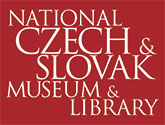 NATIONAL
CZECH &
SLOVAK
MUSEUM &
LIBRARY